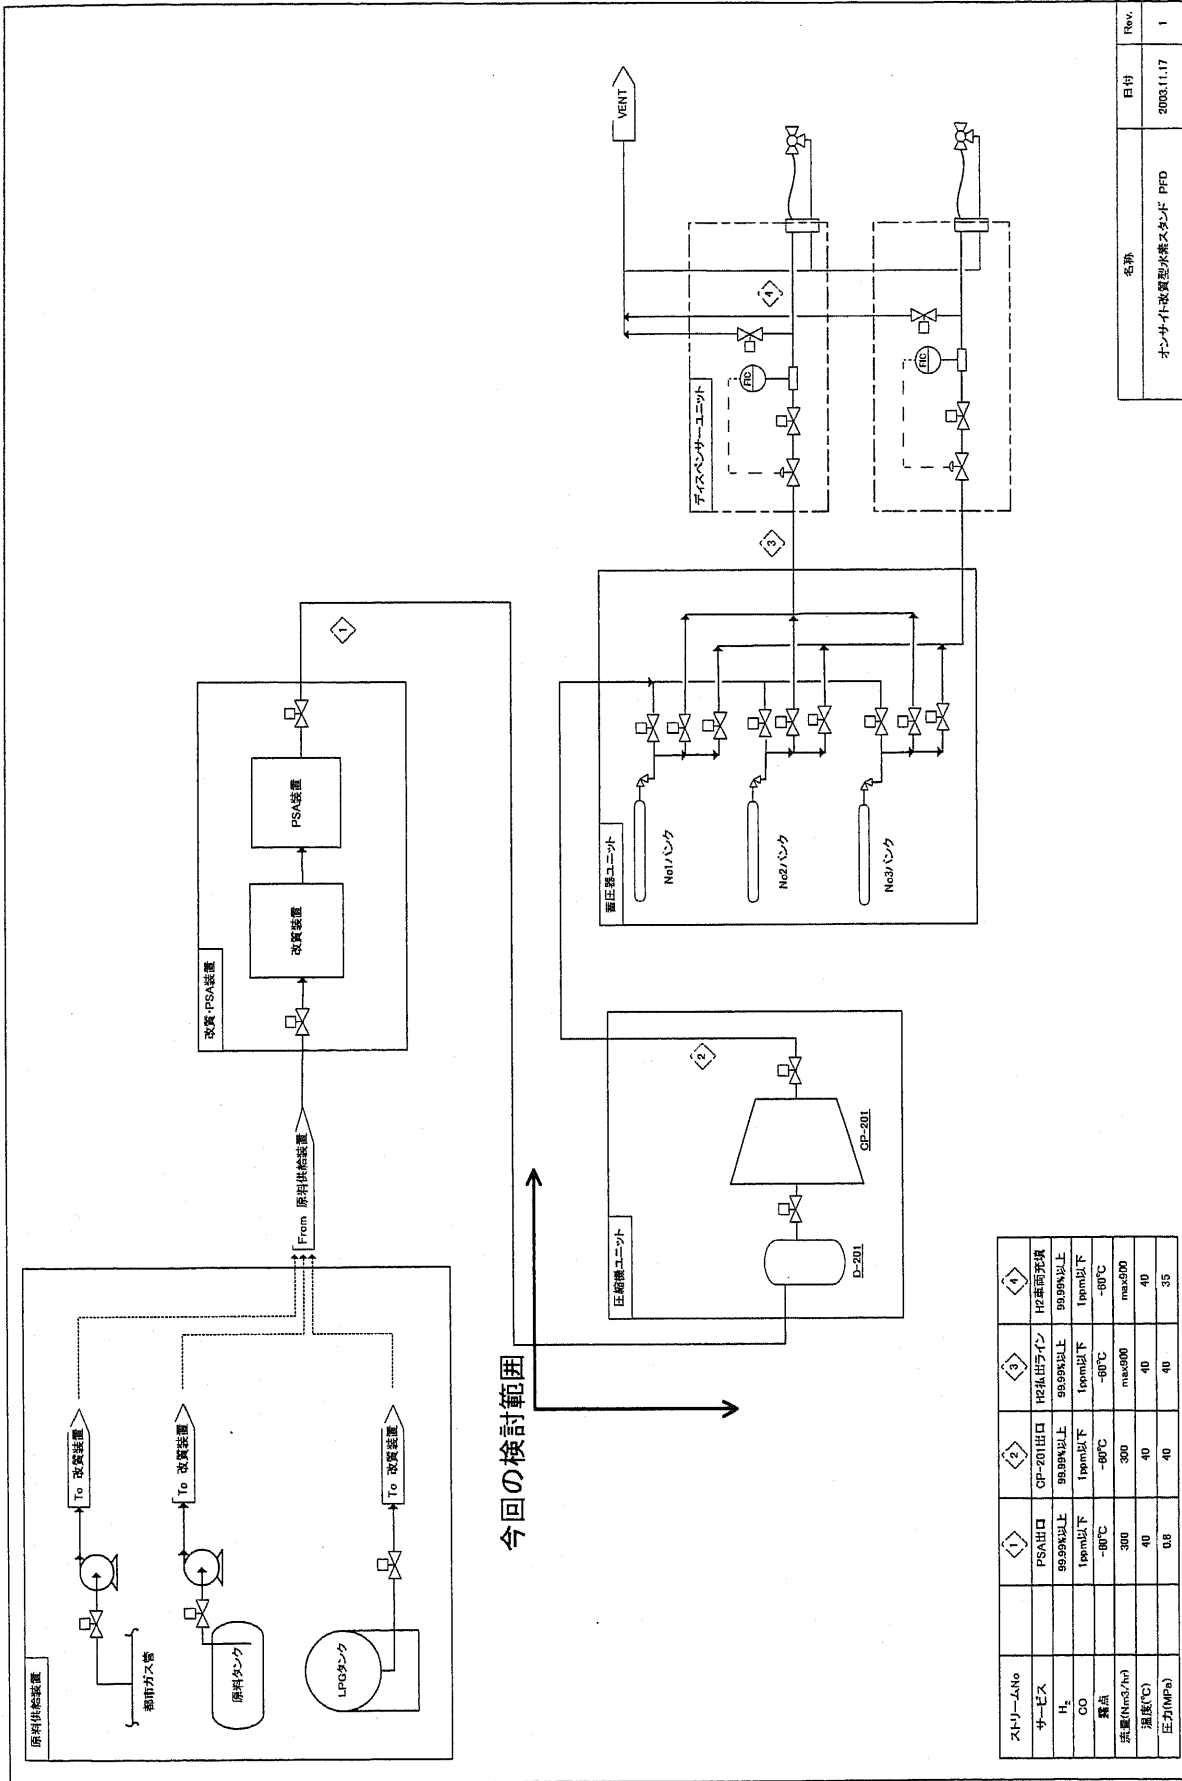 原料供給装置
都市ガス管
To 改質装置
原料タンク
To 改質装置
LPGタンク
To 改質装置
From 原料供給装置
改質・PSA装置
改質装置
PSA装置
1
今回の検討範囲
圧縮機ユニット
D-201
CP-201
2
蓄圧器ユニット
No1バンク
No2バンク
No3バンク
3
ディスペンサーユニット
FIC
FIC
4
VENT
ストリームNo 1 2 3 4
サービス PSA出口 CP-201出口 H2払出ライン H2車両充填
H₂ 99.99%以上 99.99%以上 99.99%以上 99.99%以上
CO 1ppm以下 1ppm以下 1ppm以下 1ppm以下
露点 -60℃ -60℃ -60℃ -60℃
流量(Nm3/hr) 300 300 max900 max900
温度(℃) 40 40 40 40
圧力(MPa) 0.8 40 40 35
名称 日付 Rev.
オンサイト改質型水素スタンド PFD 2003.11.17 1